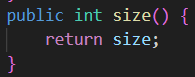 public int size() {
    return size;
}